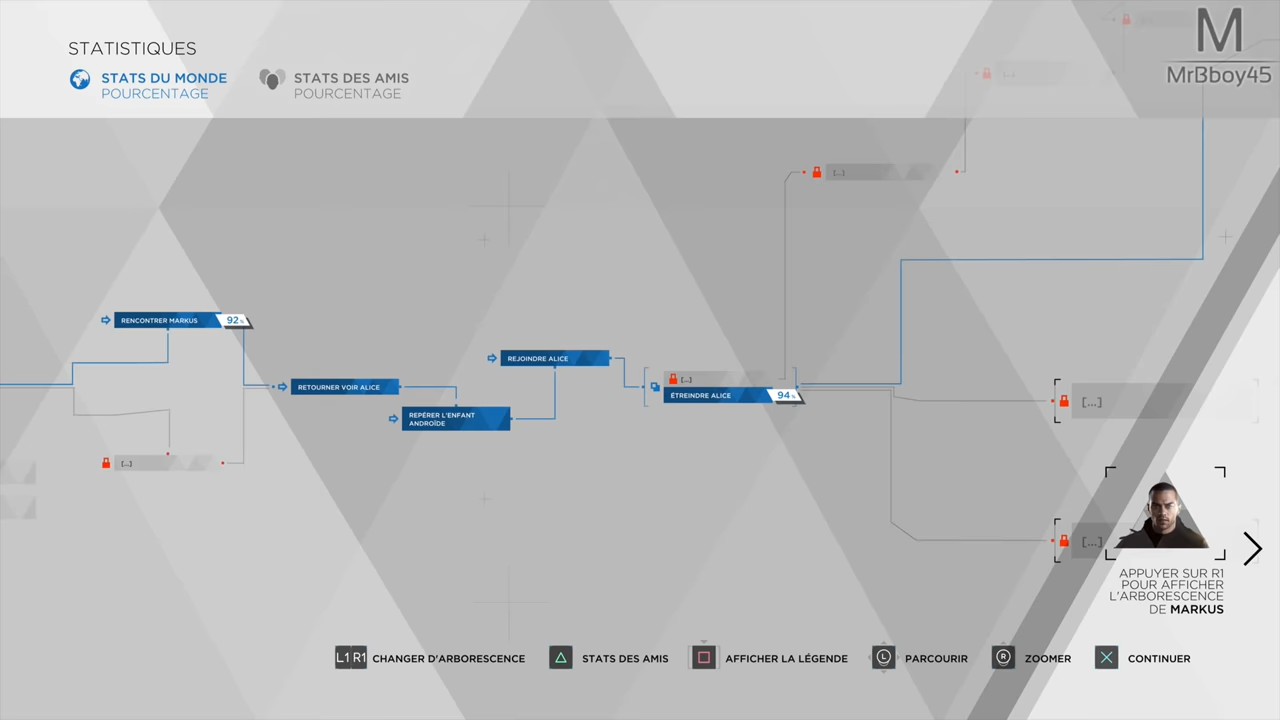 STATISTIQUES
M
MrBboy45
STATS DU MONDE
POURCENTAGE
STATS DES AMIS
POURCENTAGE
[...]
[...]
RENCONTRER MARKUS 92%
REJOINDRE ALICE
RETOURNER VOIR ALICE
[...]
ÉTREINDRE ALICE 94%
REPÉRER L'ENFANT
ANDROÏDE
[...]
[...]
[...]
APPUYER SUR R1
POUR AFFICHER
L'ARBORESCENCE
DE MARKUS
L1 R1 CHANGER D'ARBORESCENCE
STATS DES AMIS
AFFICHER LA LÉGENDE
L PARCOURIR
R ZOOMER
CONTINUER